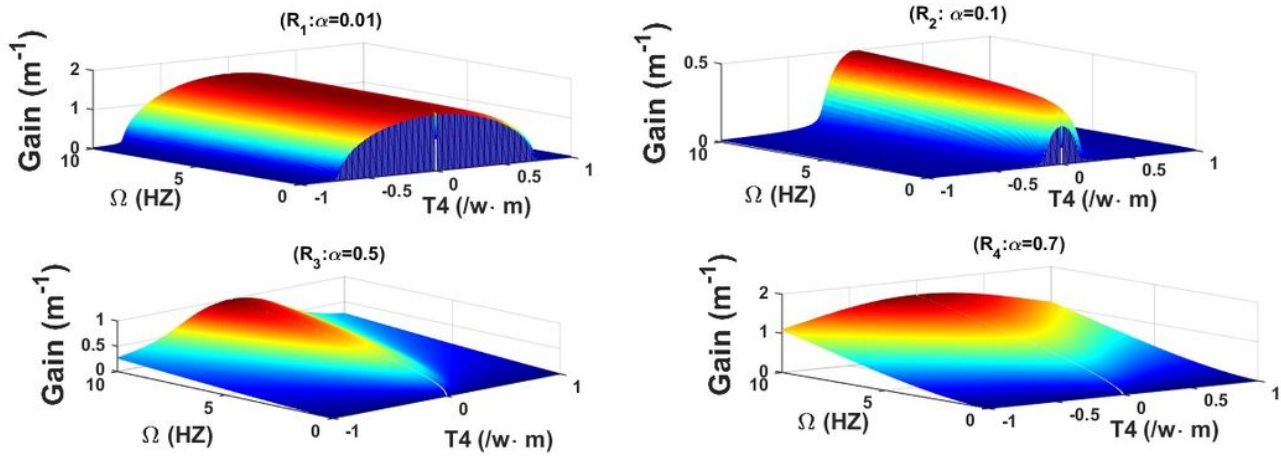 (R₁:α=0.01)
Gain (m⁻¹)
2
1
0
10
5
0
Ω (HZ)
-1
-0.5
0
0.5
1
T4 (/w· m)
(R₂: α=0.1)
Gain (m⁻¹)
0.5
0
10
5
0
Ω (HZ)
-1
-0.5
0
0.5
1
T4 (/w· m)
(R₃:α=0.5)
Gain (m⁻¹)
1
0.5
0
10
5
0
Ω (HZ)
-1
0
1
T4 (/w· m)
(R₄:α=0.7)
Gain (m⁻¹)
2
1
0
10
5
0
Ω (HZ)
-1
-0.5
0
0.5
1
T4 (/w· m)